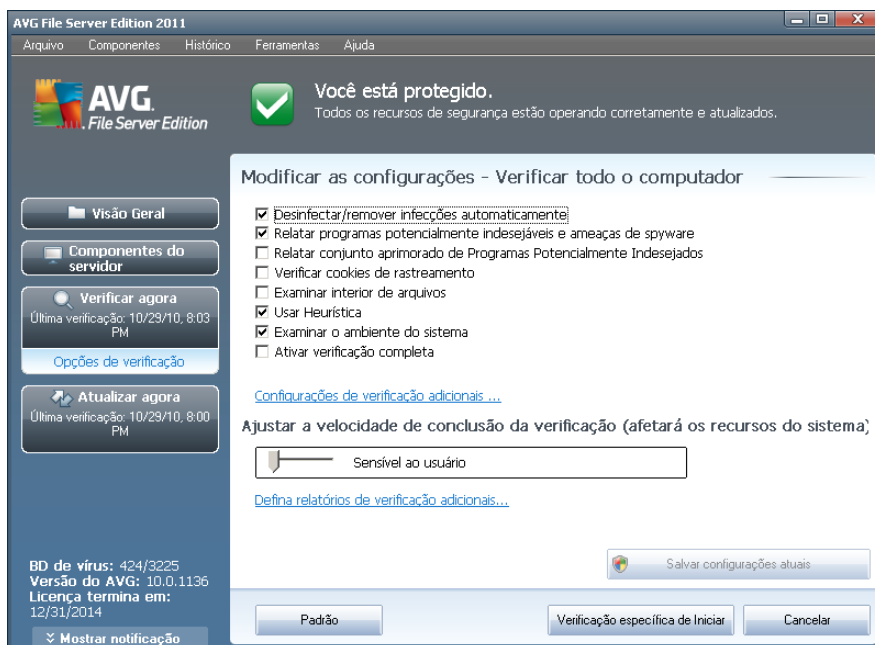 AVG File Server Edition 2011
Arquivo Componentes Histórico Ferramentas Ajuda
AVG.
File Server Edition
Você está protegido.
Todos os recursos de segurança estão operando corretamente e atualizados.
Visão Geral
Componentes do
servidor
Verificar agora
Última verificação: 10/29/10, 8:03
PM
Opções de verificação
Atualizar agora
Última verificação: 10/29/10, 8:00
PM
BD de vírus: 424/3225
Versão do AVG: 10.0.1136
Licença termina em:
12/31/2014
Mostrar notificação
Modificar as configurações - Verificar todo o computador
Desinfectar/remover infecções automaticamente
Relatar programas potencialmente indesejáveis e ameaças de spyware
Relatar conjunto aprimorado de Programas Potencialmente Indesejados
Verificar cookies de rastreamento
Examinar interior de arquivos
Usar Heurística
Examinar o ambiente do sistema
Ativar verificação completa
Configurações de verificação adicionais ...
Ajustar a velocidade de conclusão da verificação (afetará os recursos do sistema)
Sensível ao usuário
Defina relatórios de verificação adicionais...
Salvar configurações atuais
Padrão
Verificação específica de Iniciar
Cancelar